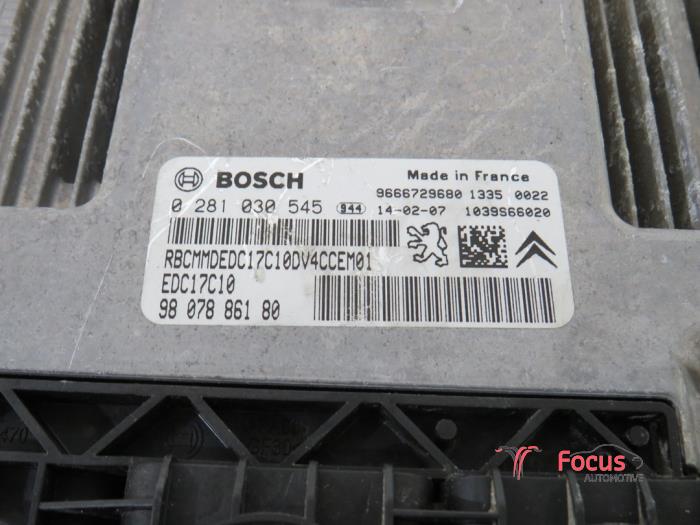 BOSCH
Made in France
9666729680 1335 0022
0 281 030 545 944 14-02-07 1039S66020
RBCMMDEDC17C10DV4CCEM01
EDC17C10
98 078 861 80
Focus
AUTOMOTIVE